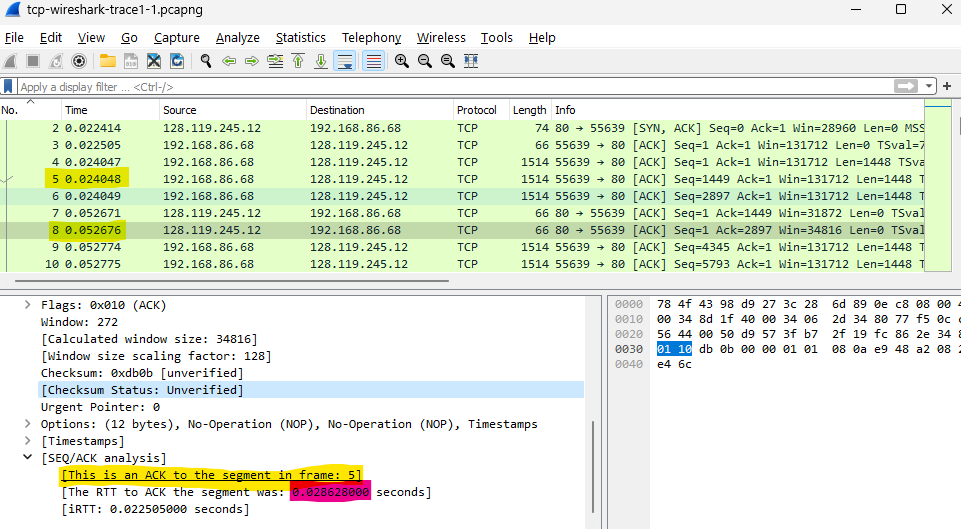 tcp-wireshark-trace1-1.pcapng
File Edit View Go Capture Analyze Statistics Telephony Wireless Tools Help
Apply a display filter ... <Ctrl-/>
No. Time Source Destination Protocol Length Info
2 0.022414 128.119.245.12 192.168.86.68 TCP 74 80 → 55639 [SYN, ACK] Seq=0 Ack=1 Win=28960 Len=0 MSS
3 0.022505 192.168.86.68 128.119.245.12 TCP 66 55639 → 80 [ACK] Seq=1 Ack=1 Win=131712 Len=0 TSval=7
4 0.024047 192.168.86.68 128.119.245.12 TCP 1514 55639 → 80 [ACK] Seq=1 Ack=1 Win=131712 Len=1448 TSv
5 0.024048 192.168.86.68 128.119.245.12 TCP 1514 55639 → 80 [ACK] Seq=1449 Ack=1 Win=131712 Len=1448 T
6 0.024049 192.168.86.68 128.119.245.12 TCP 1514 55639 → 80 [ACK] Seq=2897 Ack=1 Win=131712 Len=1448 T
7 0.052671 128.119.245.12 192.168.86.68 TCP 66 80 → 55639 [ACK] Seq=1 Ack=1449 Win=31872 Len=0 TSval
8 0.052676 128.119.245.12 192.168.86.68 TCP 66 80 → 55639 [ACK] Seq=1 Ack=2897 Win=34816 Len=0 TSval
9 0.052774 192.168.86.68 128.119.245.12 TCP 1514 55639 → 80 [ACK] Seq=4345 Ack=1 Win=131712 Len=1448 T
10 0.052775 192.168.86.68 128.119.245.12 TCP 1514 55639 → 80 [ACK] Seq=5793 Ack=1 Win=131712 Len=1448 T
Flags: 0x010 (ACK)
Window: 272
[Calculated window size: 34816]
[Window size scaling factor: 128]
Checksum: 0xdb0b [unverified]
[Checksum Status: Unverified]
Urgent Pointer: 0
Options: (12 bytes), No-Operation (NOP), No-Operation (NOP), Timestamps
[Timestamps]
[SEQ/ACK analysis]
[This is an ACK to the segment in frame: 5]
[The RTT to ACK the segment was: 0.028628000 seconds]
[iRTT: 0.022505000 seconds]
0000 78 4f 43 98 d9 27 3c 28 6d 89 0e c8 08 00 4
0010 00 34 8d 1f 40 00 34 06 2d 34 80 77 f5 0c c
0020 56 44 00 50 d9 57 3f b7 2f 19 fc 86 2e 34 8
0030 01 10 db 0b 00 00 01 01 08 0a e9 48 a2 08 2
0040 e4 6c